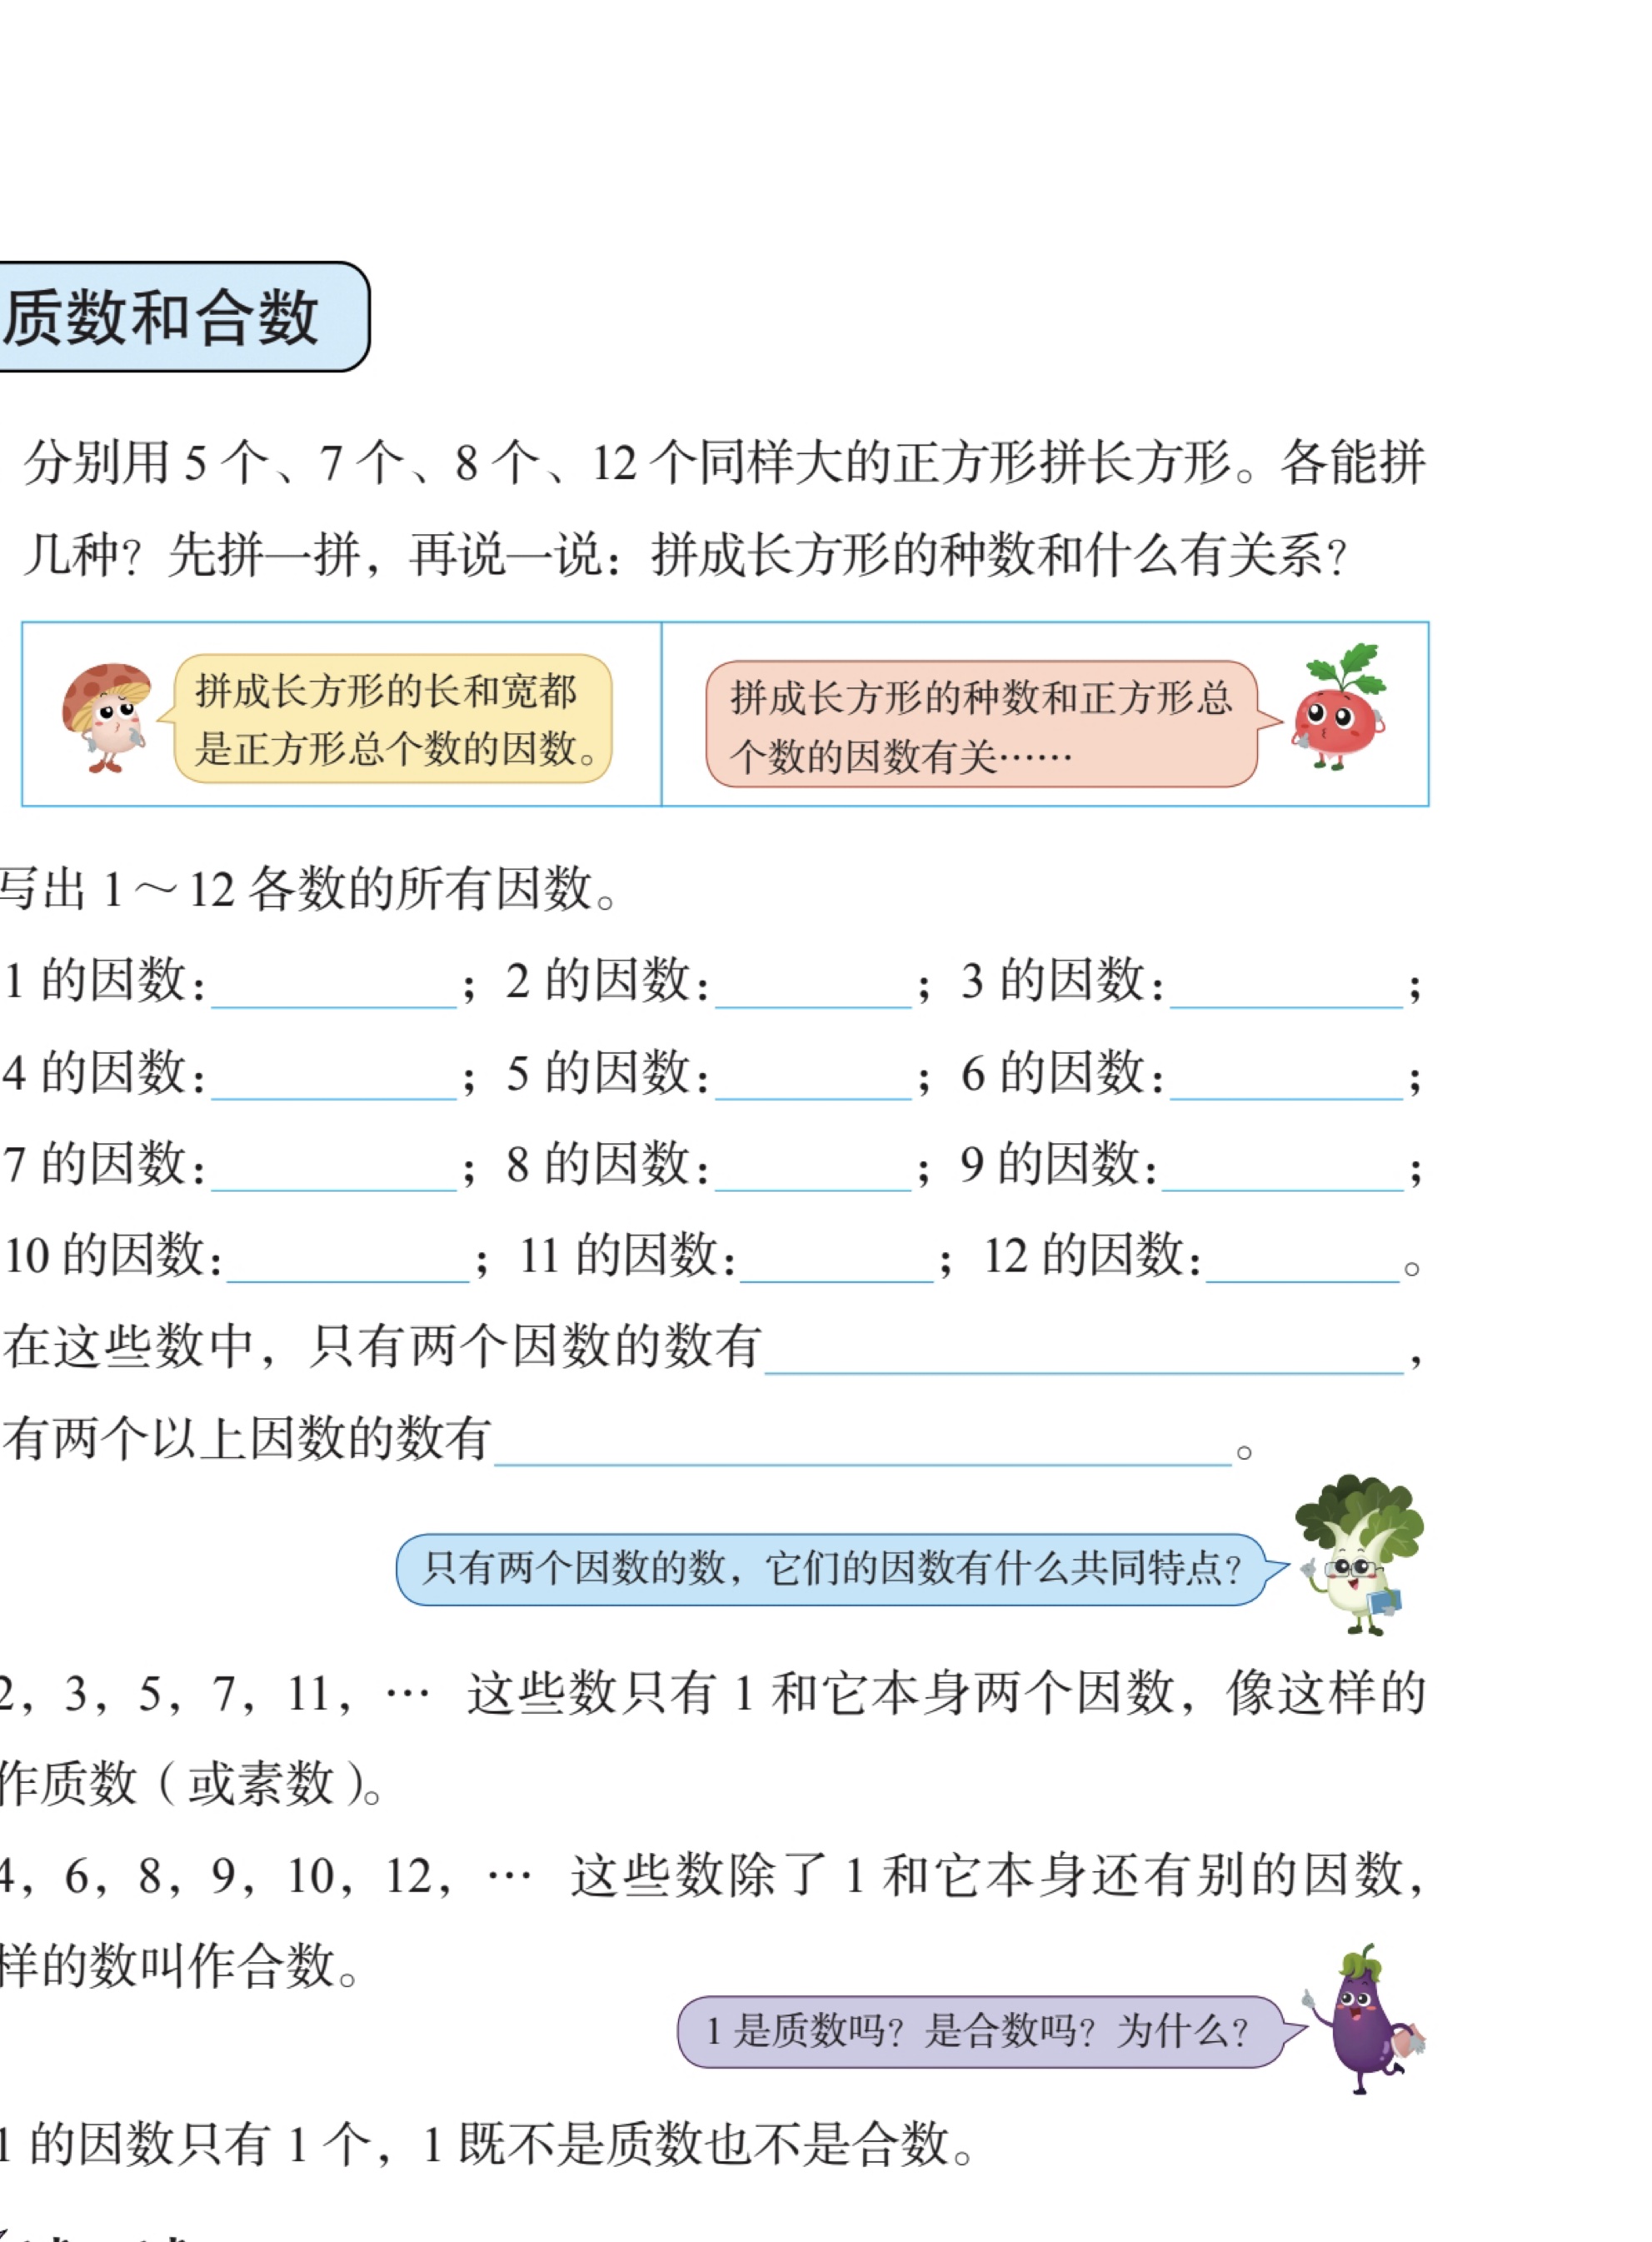 质数和合数
分别用 5 个、7 个、8 个、12 个同样大的正方形拼长方形。各能拼
几种？先拼一拼，再说一说：拼成长方形的种数和什么有关系？
拼成长方形的长和宽都
是正方形总个数的因数。
拼成长方形的种数和正方形总
个数的因数有关……
写出 1～12 各数的所有因数。
1 的因数：；2 的因数：；3 的因数：；
4 的因数：；5 的因数：；6 的因数：；
7 的因数：；8 的因数：；9 的因数：；
10 的因数：；11 的因数：；12 的因数：。
在这些数中，只有两个因数的数有，
有两个以上因数的数有。
只有两个因数的数，它们的因数有什么共同特点？
2，3，5，7，11，… 这些数只有 1 和它本身两个因数，像这样的
作质数（或素数）。
4，6，8，9，10，12，… 这些数除了 1 和它本身还有别的因数，
样的数叫作合数。
1 是质数吗？是合数吗？为什么？
1 的因数只有 1 个，1 既不是质数也不是合数。